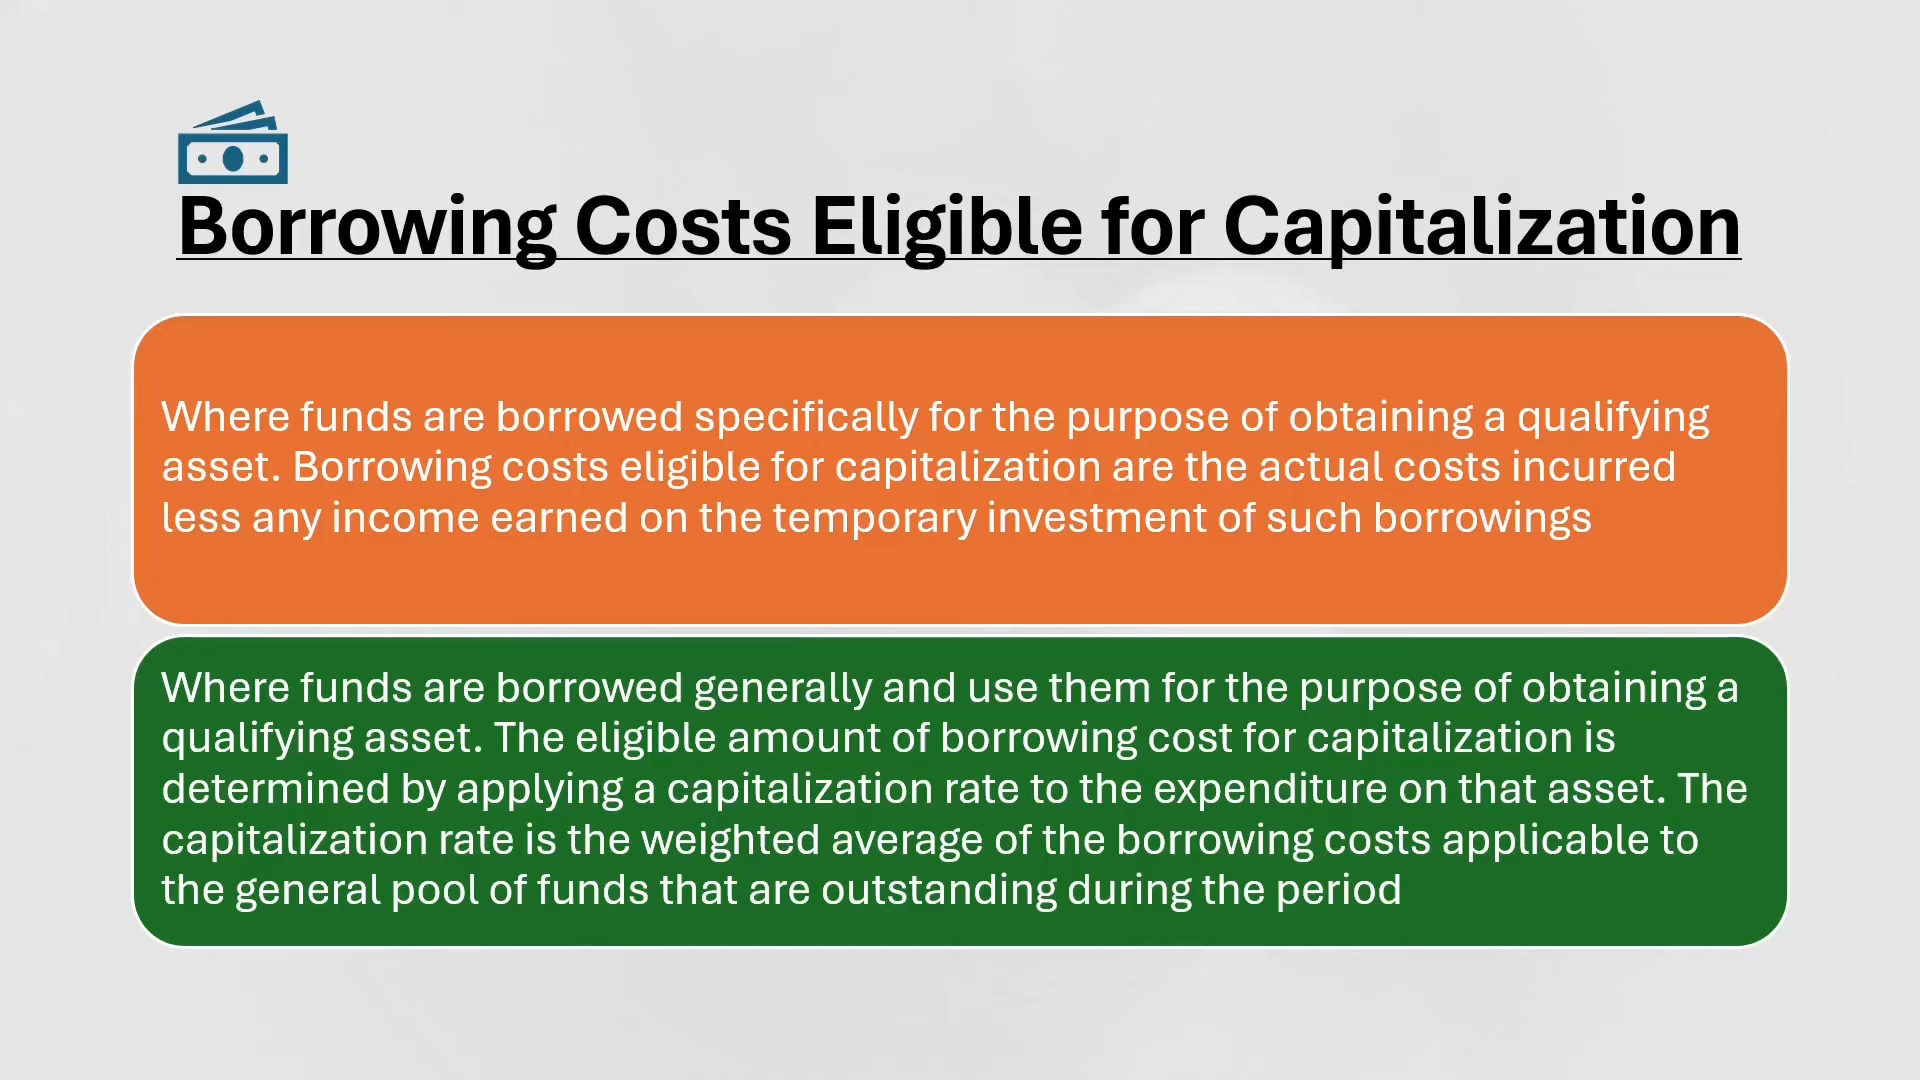 Borrowing Costs Eligible for Capitalization
Where funds are borrowed specifically for the purpose of obtaining a qualifying
asset. Borrowing costs eligible for capitalization are the actual costs incurred
less any income earned on the temporary investment of such borrowings
Where funds are borrowed generally and use them for the purpose of obtaining a
qualifying asset. The eligible amount of borrowing cost for capitalization is
determined by applying a capitalization rate to the expenditure on that asset. The
capitalization rate is the weighted average of the borrowing costs applicable to
the general pool of funds that are outstanding during the period